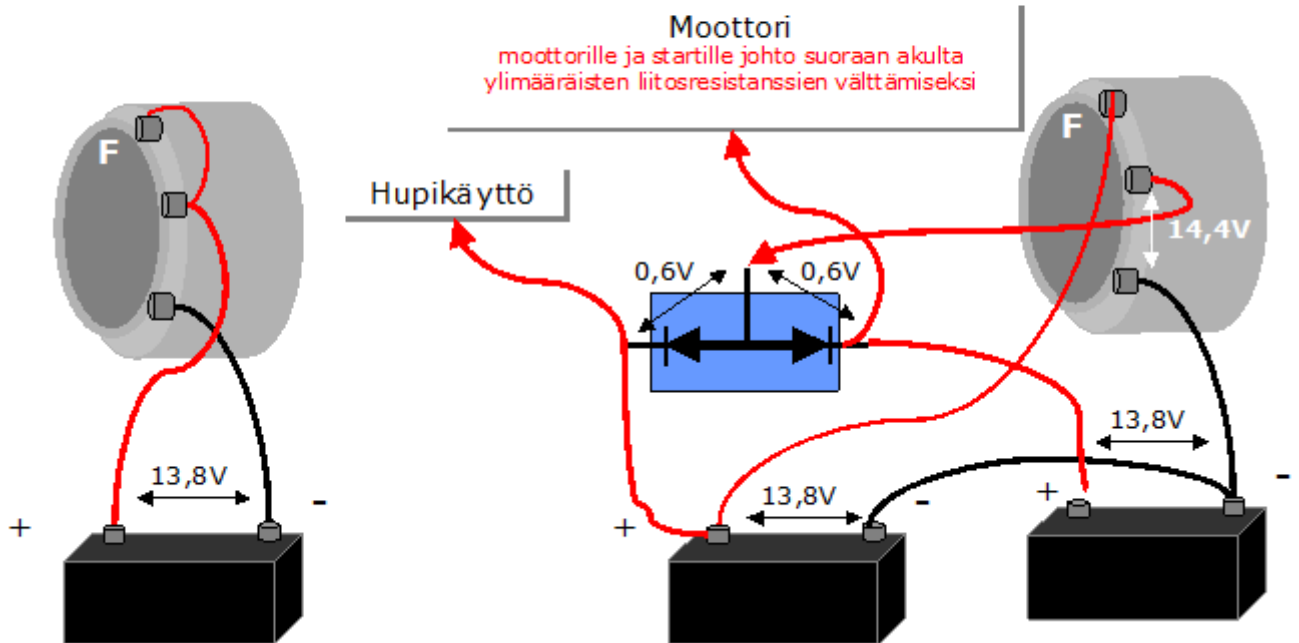 Moottori
moottorille ja startille johto suoraan akulta
ylimääräisten liitosresistanssien välttämiseksi
F
F
Hupikäyttö
14,4V
0,6V
0,6V
13,8V
13,8V
13,8V
+
-
+
-
+
-